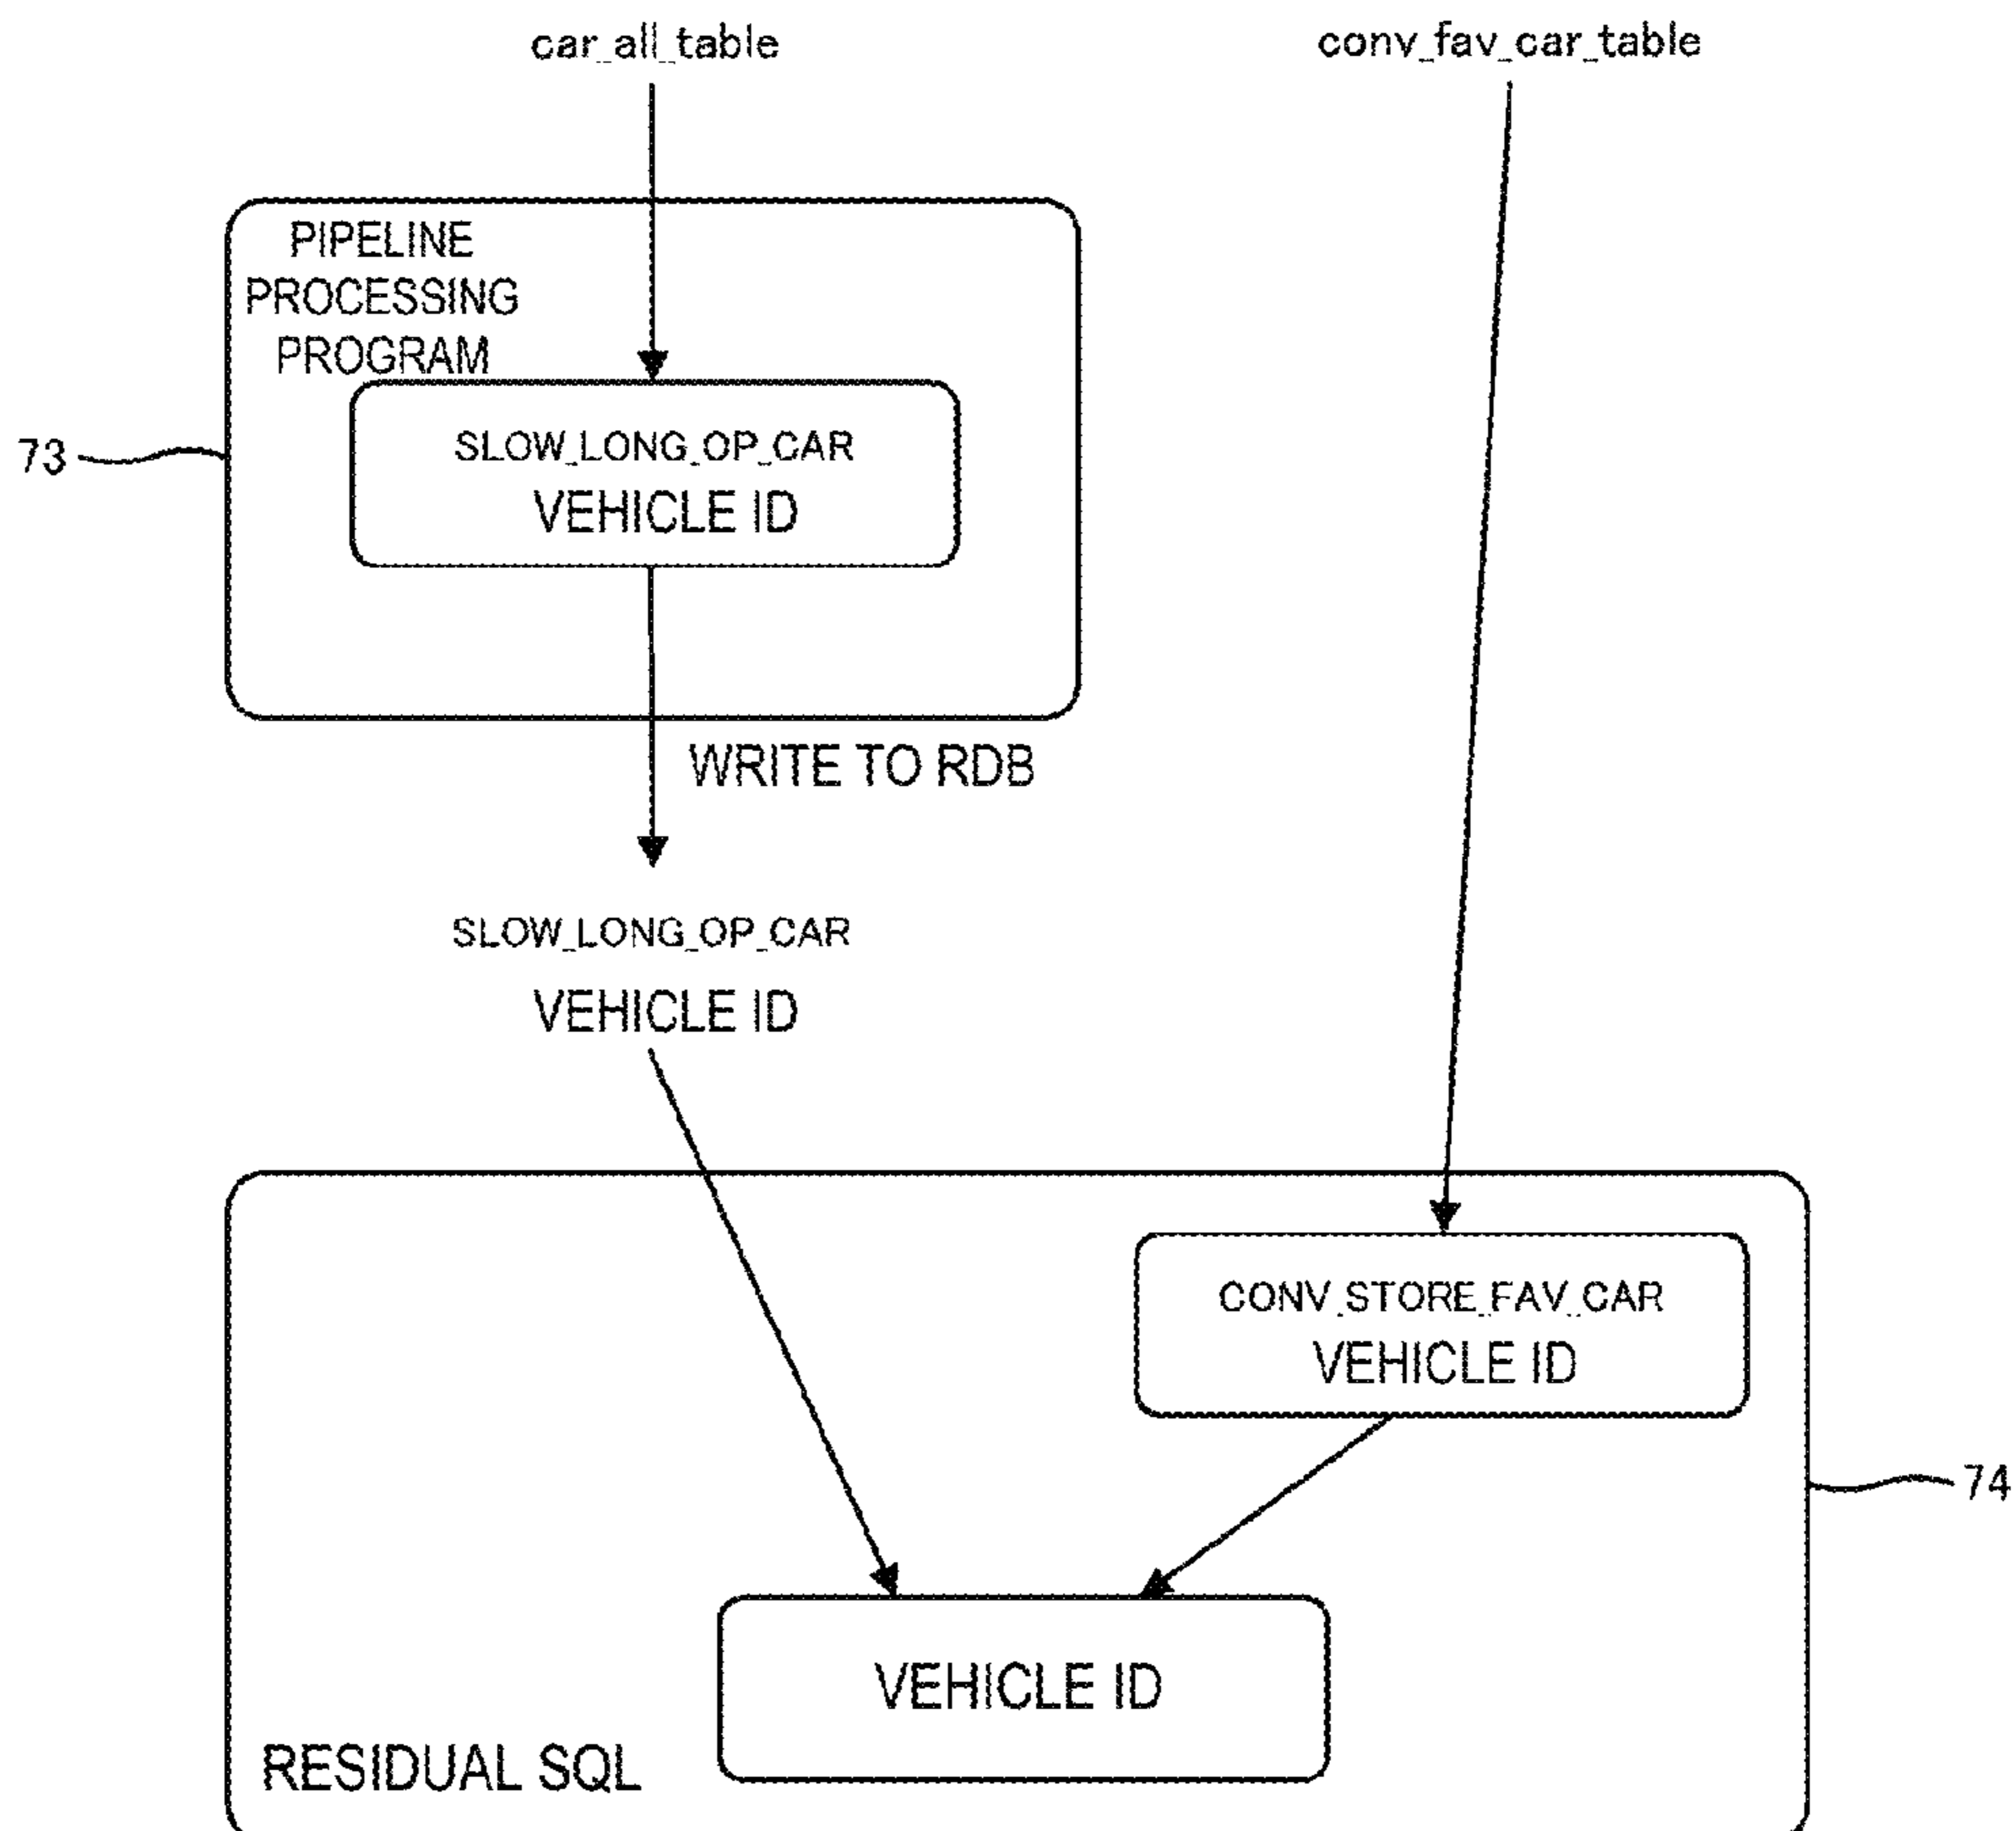 car_all_table
conv_fav_car_table
PIPELINE
PROCESSING
PROGRAM
SLOW_LONG_OP_CAR
VEHICLE ID
73
WRITE TO RDB
SLOW_LONG_OP_CAR
VEHICLE ID
CONV_STORE_FAV_CAR
VEHICLE ID
74
VEHICLE ID
RESIDUAL SQL